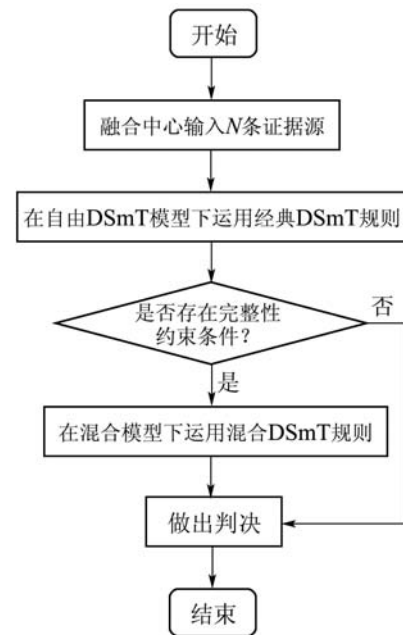 开始
融合中心输入N条证据源
在自由DSmT模型下运用经典DSmT规则
是否存在完整性
约束条件?
否
是
在混合模型下运用混合DSmT规则
做出判决
结束